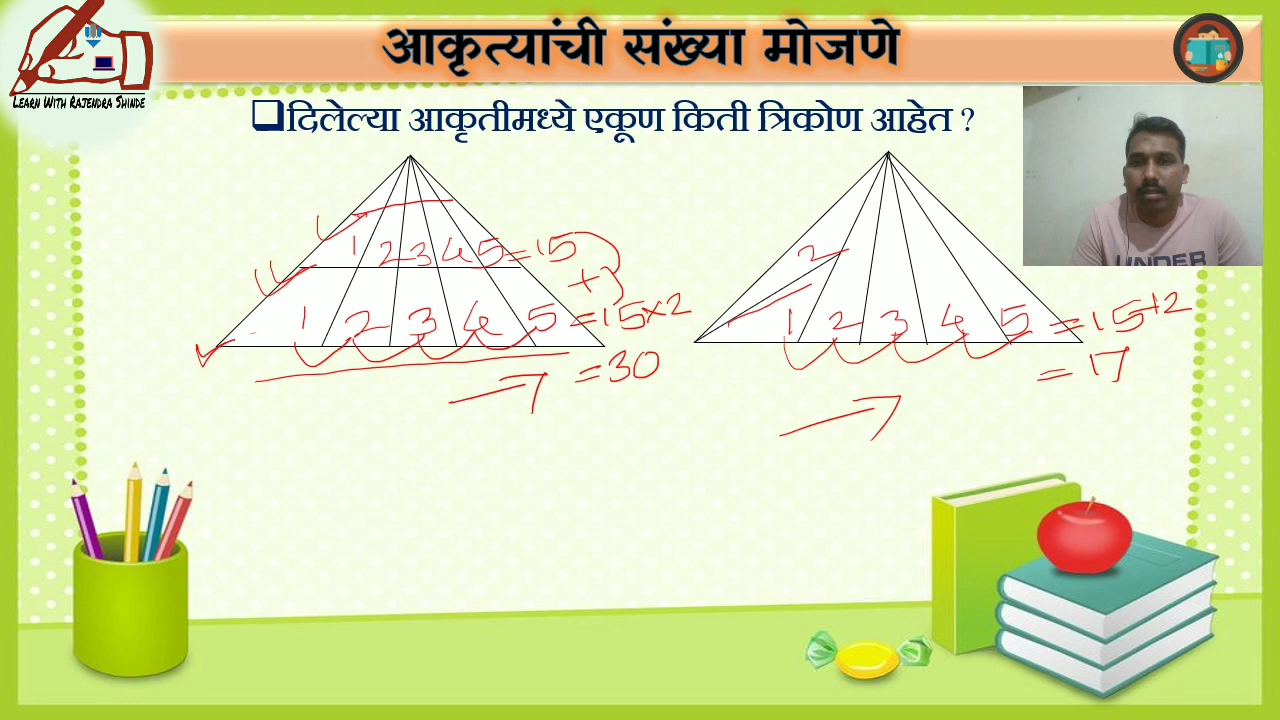 आकृत्यांची संख्या मोजणे
LEARN WITH RAJENDRA SHINDE
दिलेल्या आकृतीमध्ये एकूण किती त्रिकोण आहेत ?
1 2 3 4 5 = 15
+
1 2 3 4 5 = 15 × 2
= 30
2
1 2 3 4 5 = 15 + 2
= 17
UNDER